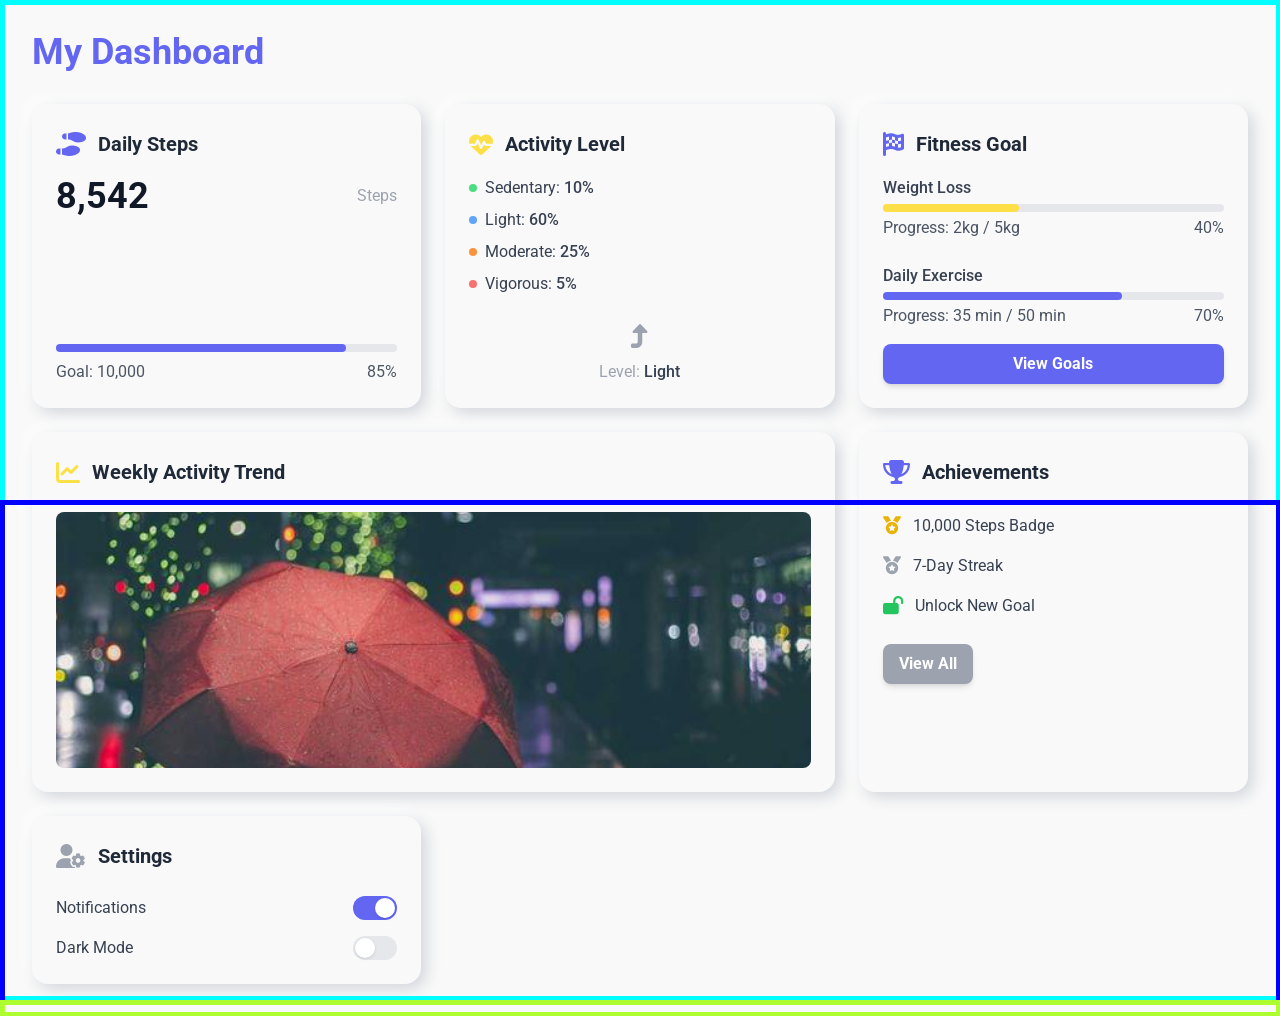 My Dashboard
Daily Steps
8,542
Steps
Goal: 10,000
85%
Activity Level
Sedentary: 10%
Light: 60%
Moderate: 25%
Vigorous: 5%
Level: Light
Fitness Goal
Weight Loss
Progress: 2kg / 5kg
40%
Daily Exercise
Progress: 35 min / 50 min
70%
View Goals
Weekly Activity Trend
Achievements
10,000 Steps Badge
7-Day Streak
Unlock New Goal
View All
Settings
Notifications
Dark Mode